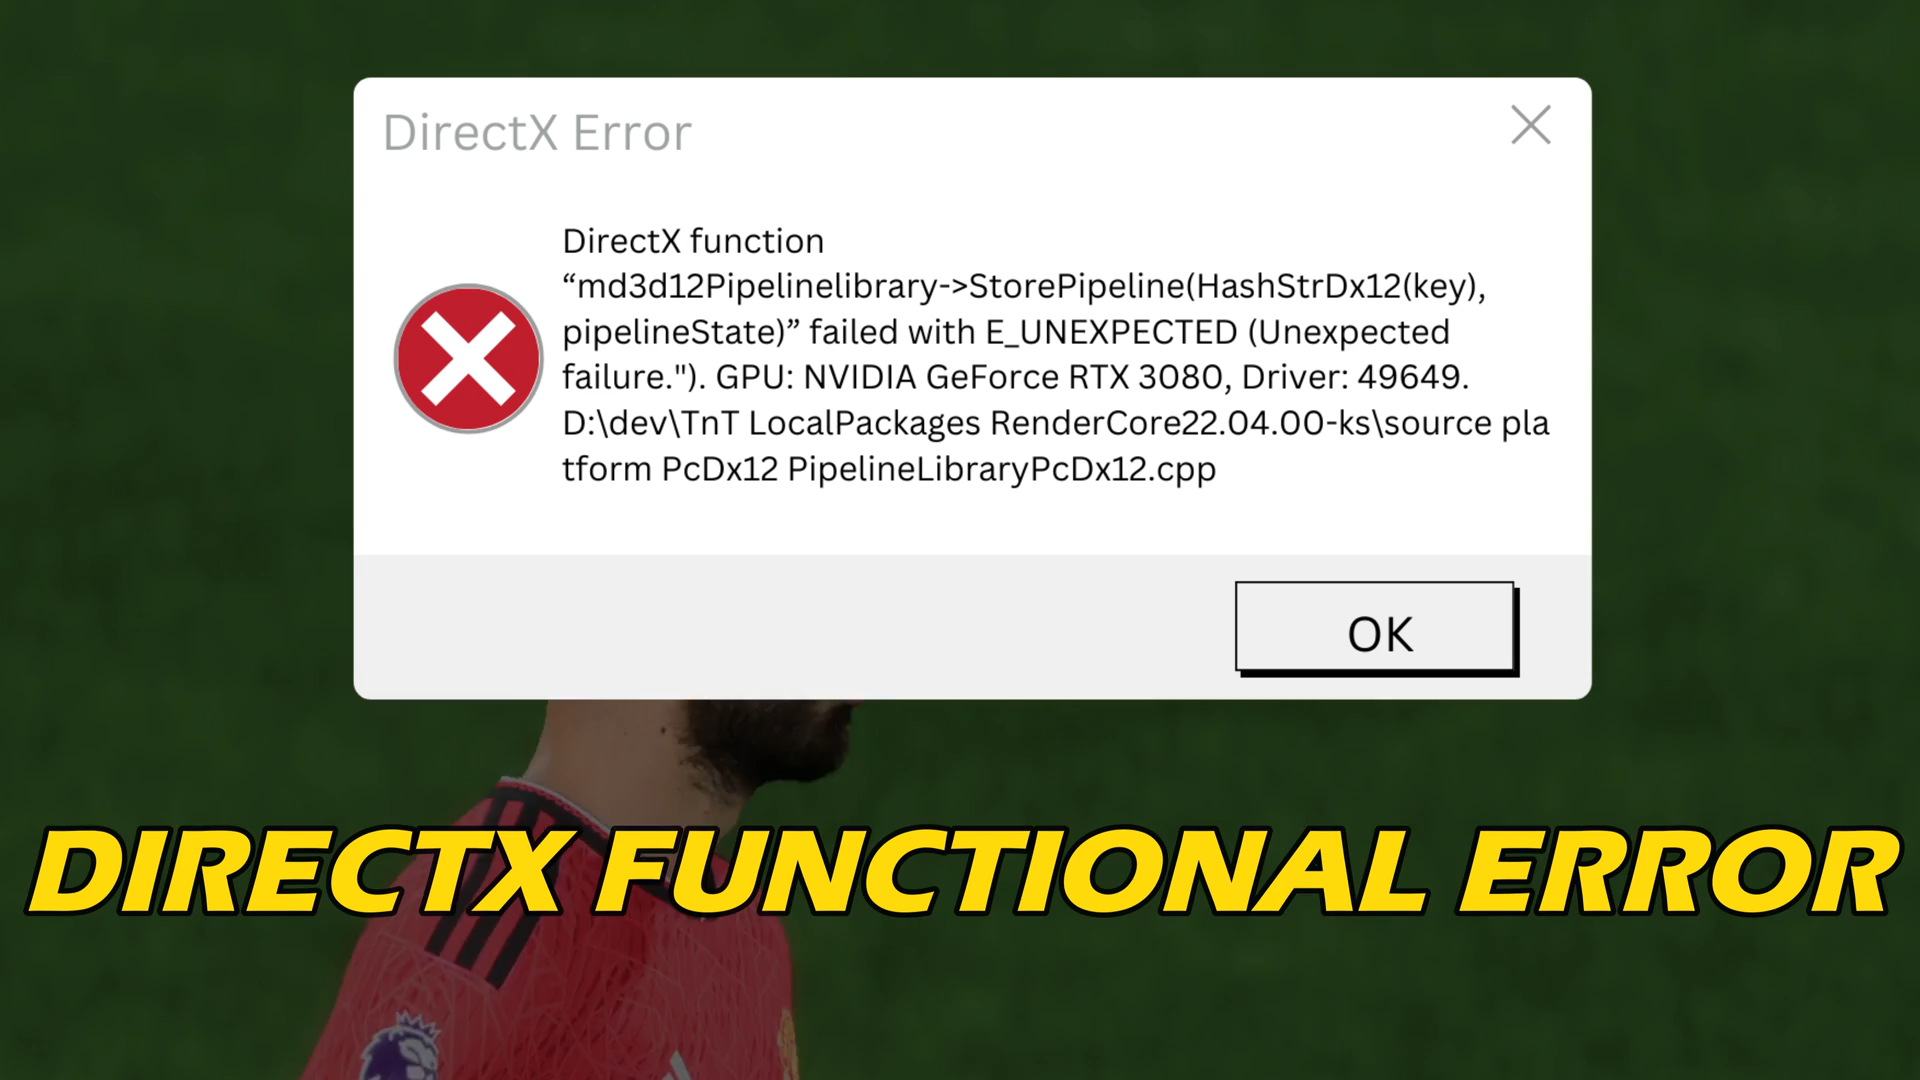 DirectX Error
DirectX function
“md3d12Pipelinelibrary->StorePipeline(HashStrDx12(key),
pipelineState)” failed with E_UNEXPECTED (Unexpected
failure."). GPU: NVIDIA GeForce RTX 3080, Driver: 49649.
D:\dev\TnT LocalPackages RenderCore22.04.00-ks\source pla
tform PcDx12 PipelineLibraryPcDx12.cpp
OK
DIRECTX FUNCTIONAL ERROR